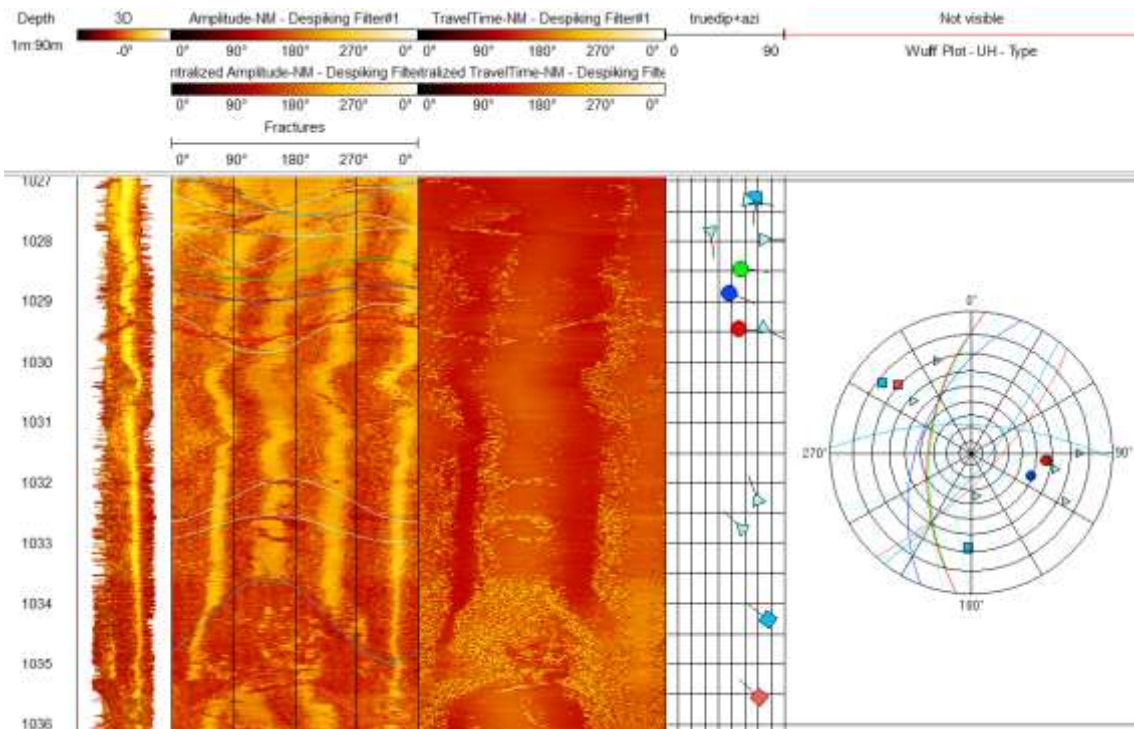 Depth 3D Amplitude-NM - Despiking Filter#1 TravelTime-NM - Despiking Filter#1 truedip+azi Not visible
1m:90m -0° 0° 90° 180° 270° 0° 0° 90° 180° 270° 0° 0 90 Wuff Plot - UH - Type
ntralized Amplitude-NM - Despiking Filte tralized TravelTime-NM - Despiking Filte
0° 90° 180° 270° 0° 0° 90° 180° 270° 0°
Fractures
0° 90° 180° 270° 0°
1027
1028
1029
0°
1030
1031
270° 90°
1032
1033
1034
180°
1035
1036